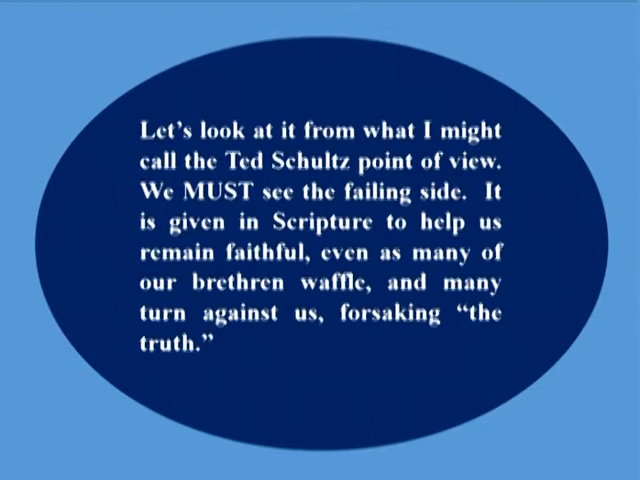 Let’s look at it from what I might
call the Ted Schultz point of view.
We MUST see the failing side.  It
is given in Scripture to help us
remain faithful, even as many of
our brethren waffle, and many
turn against us, forsaking “the
truth.”